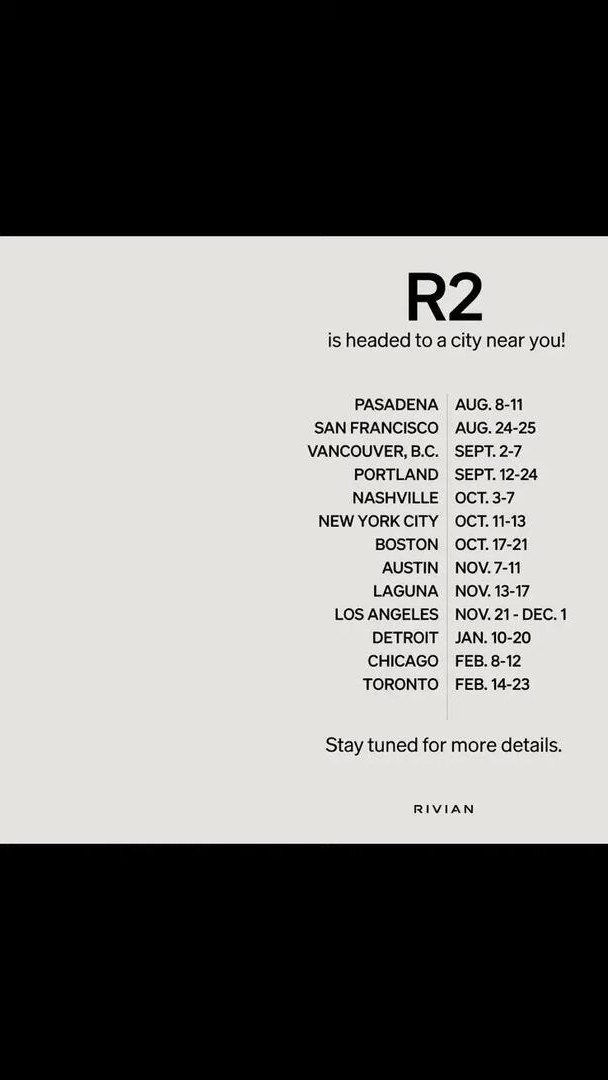 R2
is headed to a city near you!
PASADENA AUG. 8-11
SAN FRANCISCO AUG. 24-25
VANCOUVER, B.C. SEPT. 2-7
PORTLAND SEPT. 12-24
NASHVILLE OCT. 3-7
NEW YORK CITY OCT. 11-13
BOSTON OCT. 17-21
AUSTIN NOV. 7-11
LAGUNA NOV. 13-17
LOS ANGELES NOV. 21 - DEC. 1
DETROIT JAN. 10-20
CHICAGO FEB. 8-12
TORONTO FEB. 14-23
Stay tuned for more details.
RIVIAN